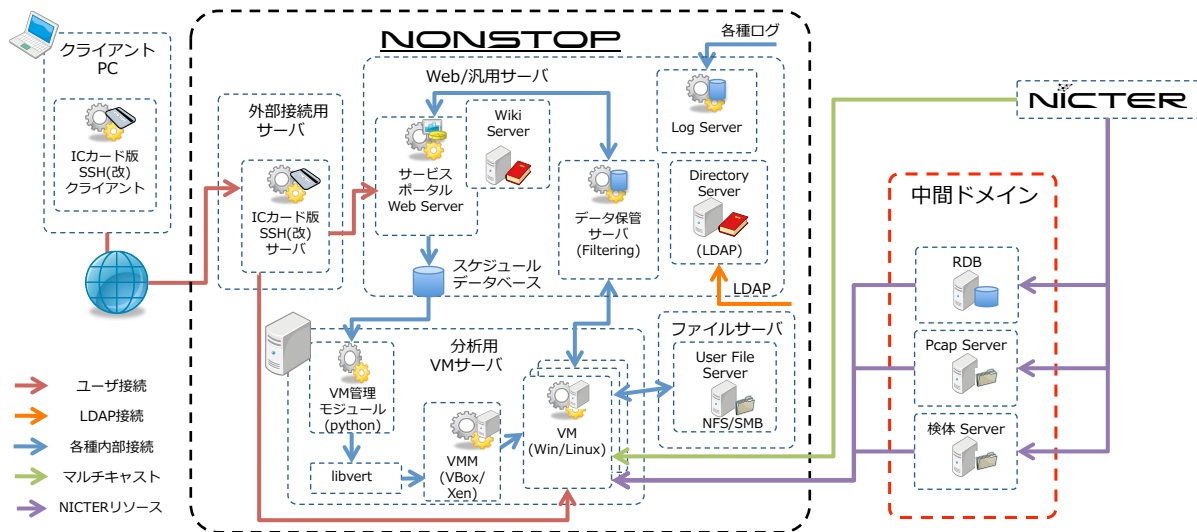 クライアント
PC
ICカード版
SSH(改)
クライアント
NONSTOP
外部接続用
サーバ
ICカード版
SSH(改)
サーバ
Web/汎用サーバ
サービス
ポータル
Web Server
Wiki
Server
データ保管
サーバ
(Filtering)
各種ログ
Log Server
Directory
Server
(LDAP)
LDAP
スケジュール
データベース
分析用
VMサーバ
VM管理
モジュール
(python)
libvert
VMM
(VBox/
Xen)
VM
(Win/Linux)
ファイルサーバ
User File
Server
NFS/SMB
NICTER
中間ドメイン
RDB
Pcap Server
検体 Server
ユーザ接続
LDAP接続
各種内部接続
マルチキャスト
NICTERリソース